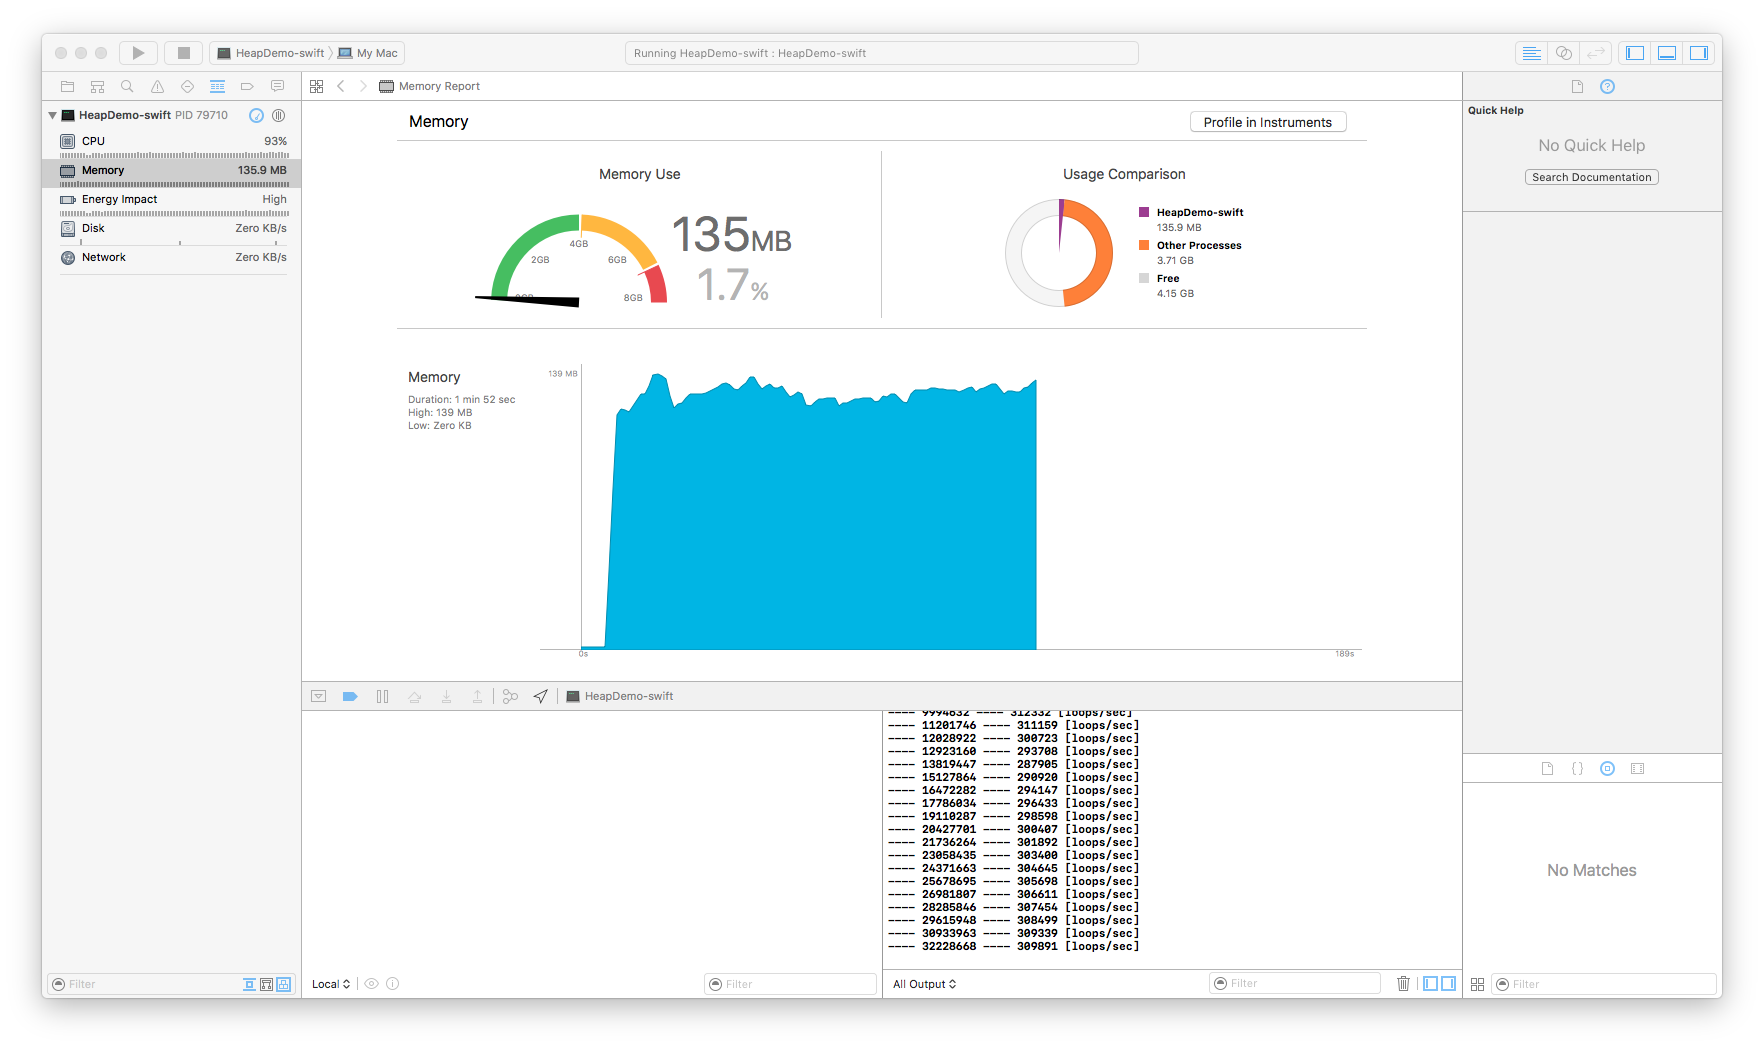 HeapDemo-swift
My Mac
Running HeapDemo-swift : HeapDemo-swift
Memory Report
HeapDemo-swift PID 79710
CPU 93%
Memory 135.9 MB
Energy Impact High
Disk Zero KB/s
Network Zero KB/s
Memory
Profile in Instruments
Memory Use
2GB
4GB
6GB
8GB
135MB
1.7%
Usage Comparison
HeapDemo-swift
135.9 MB
Other Processes
3.71 GB
Free
4.15 GB
Memory
Duration: 1 min 52 sec
High: 139 MB
Low: Zero KB
139 MB
0s
189s
HeapDemo-swift
---- 9994632 ---- 312332 [loops/sec]
---- 11201746 ---- 311159 [loops/sec]
---- 12028922 ---- 300723 [loops/sec]
---- 12923160 ---- 293708 [loops/sec]
---- 13819447 ---- 287905 [loops/sec]
---- 15127864 ---- 290920 [loops/sec]
---- 16472282 ---- 294147 [loops/sec]
---- 17786034 ---- 296433 [loops/sec]
---- 19110287 ---- 298598 [loops/sec]
---- 20427701 ---- 300407 [loops/sec]
---- 21736264 ---- 301892 [loops/sec]
---- 23058435 ---- 303400 [loops/sec]
---- 24371663 ---- 304645 [loops/sec]
---- 25678695 ---- 305698 [loops/sec]
---- 26981807 ---- 306611 [loops/sec]
---- 28285846 ---- 307454 [loops/sec]
---- 29615948 ---- 308499 [loops/sec]
---- 30933963 ---- 309339 [loops/sec]
---- 32228668 ---- 309891 [loops/sec]
Quick Help
No Quick Help
Search Documentation
No Matches
Filter
Local
Filter
All Output
Filter
Filter